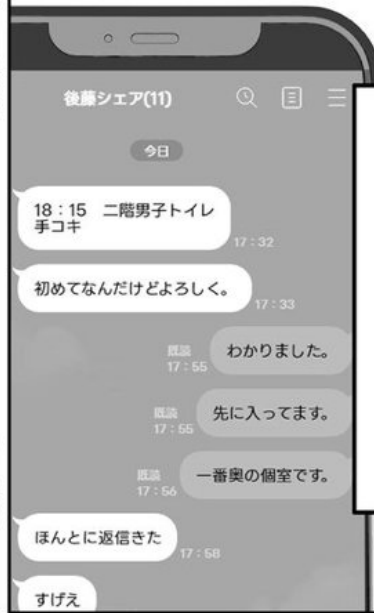 後藤シェア(11)
今日
18：15　二階男子トイレ
手コキ
17：32
初めてなんだけどよろしく。
17：33
わかりました。
既読
17：55
先に入ってます。
既読
17：55
一番奥の個室です。
既読
17：56
ほんとに返信きた
17：58
すげえ